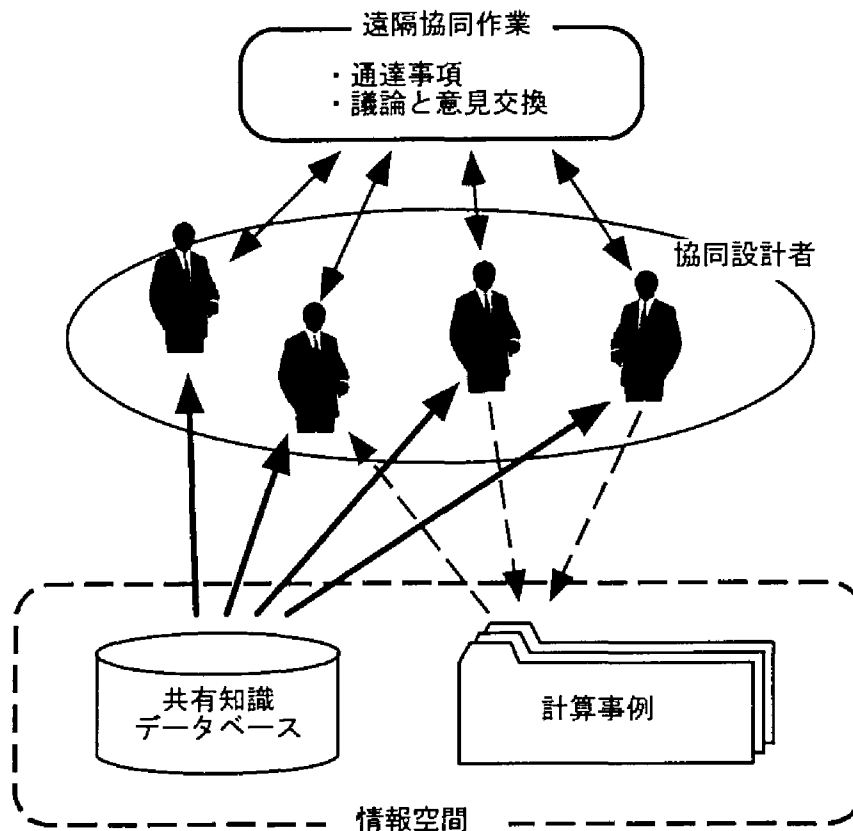 遠隔協同作業
・通達事項
・議論と意見交換
協同設計者
共有知識
データベース
計算事例
情報空間